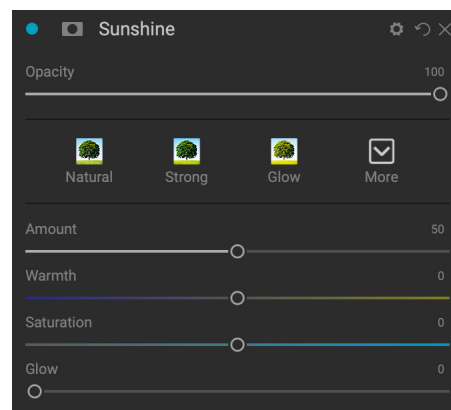 Sunshine
Opacity 100
Natural Strong Glow More
Amount 50
Warmth 0
Saturation 0
Glow 0